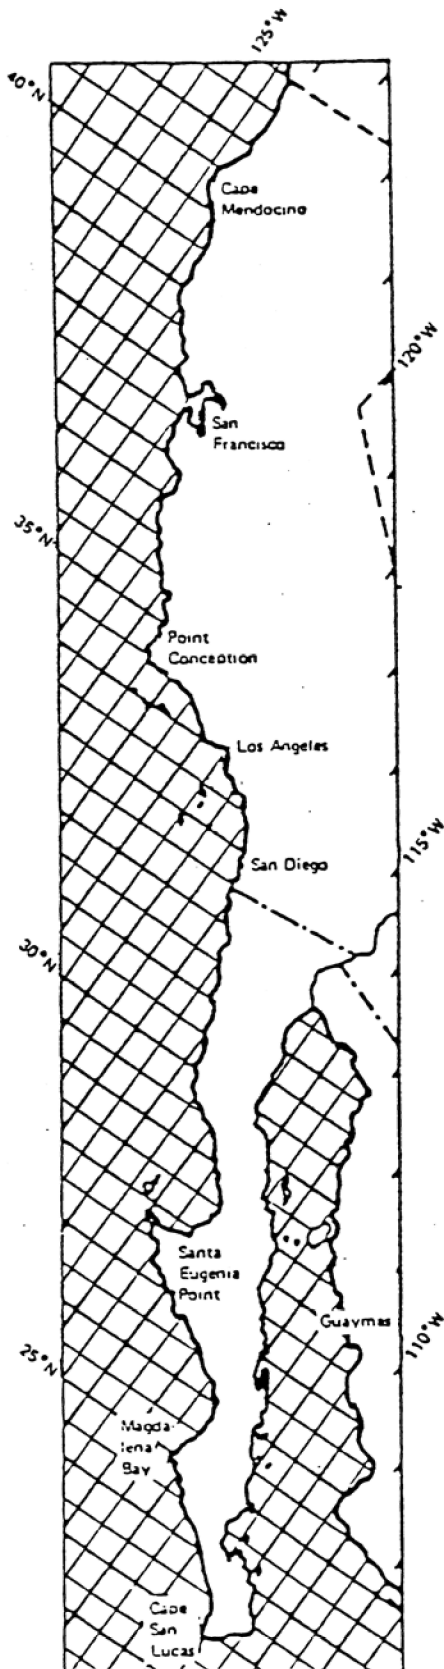 125°W
40°N
Cape
Mendocino
120°W
San
Francisco
35°N
Point
Conception
Los Angeles
115°W
San Diego
30°N
Santa
Eugenia
Point
Guaymas
110°W
25°N
Magda-
lena
Bay
Cape
San
Lucas